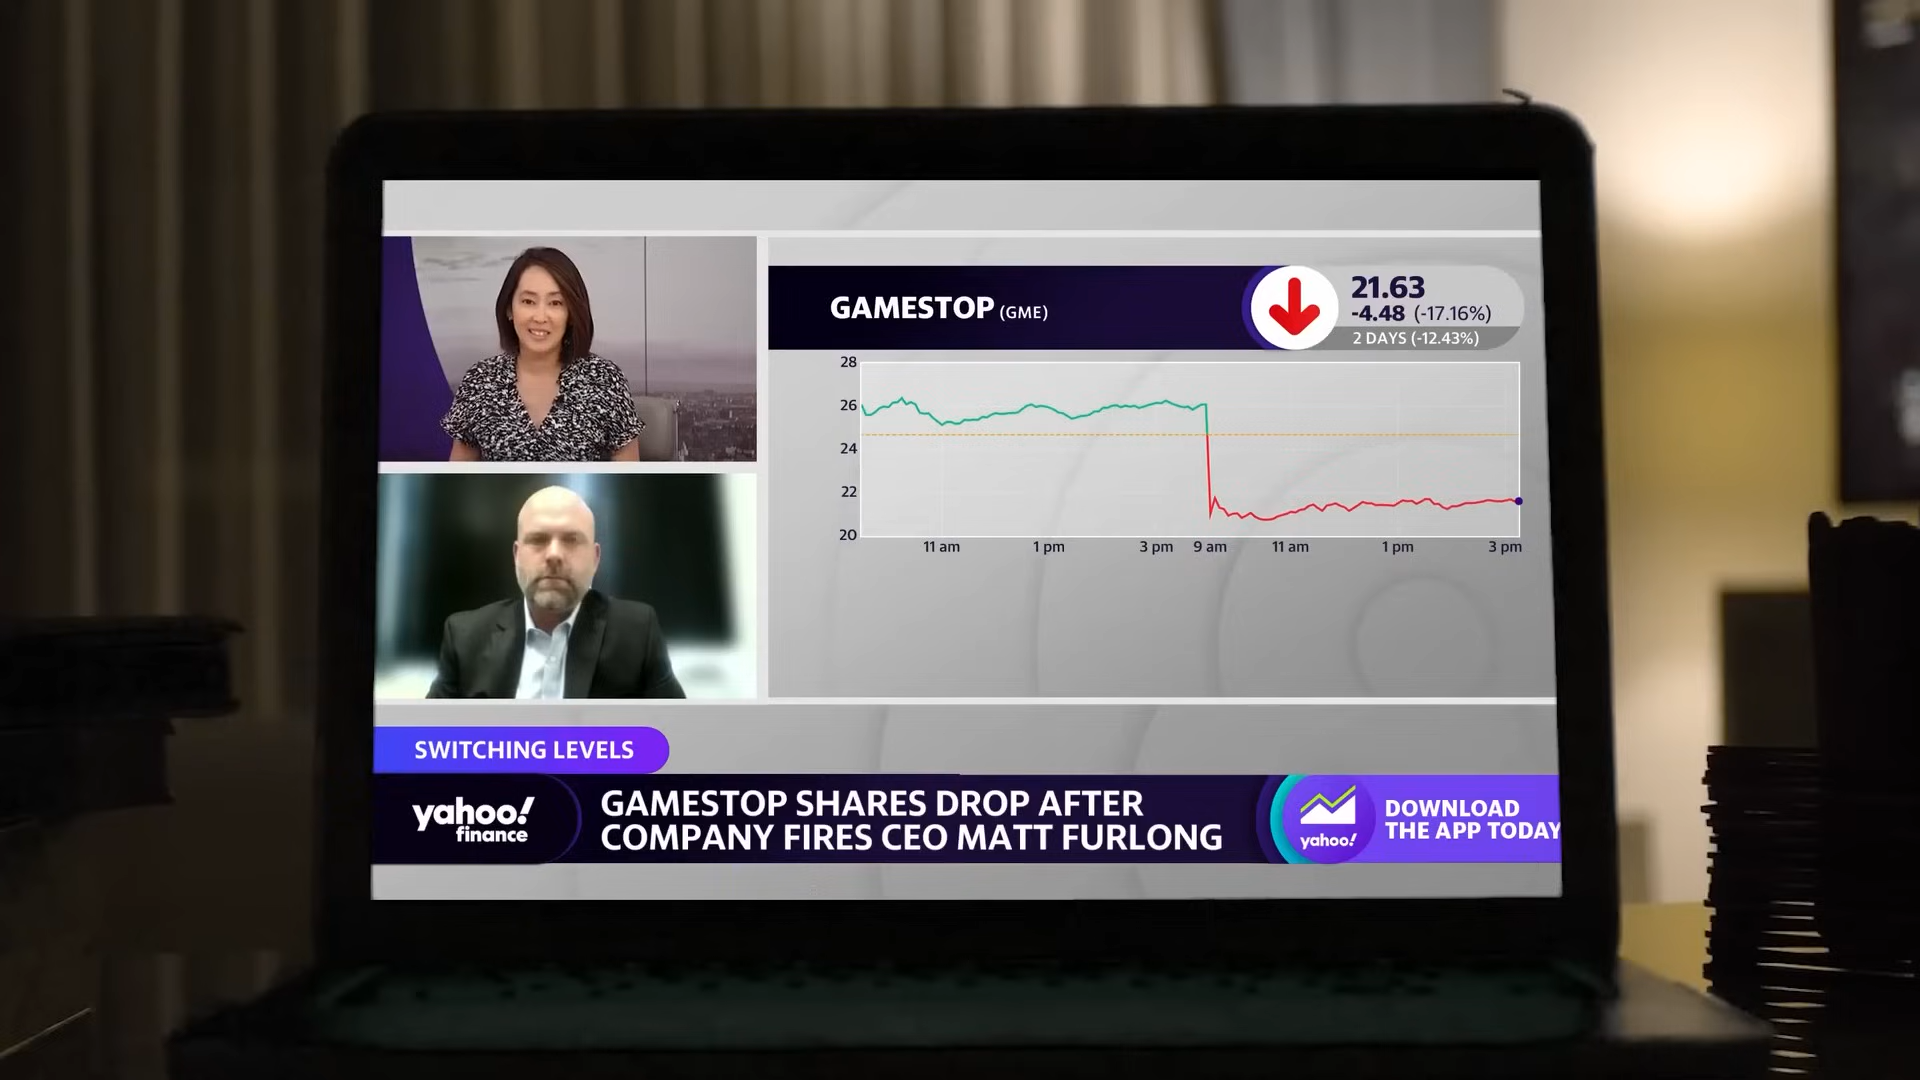 GAMESTOP (GME)
21.63
-4.48 (-17.16%)
2 DAYS (-12.43%)
28
26
24
22
20
11 am 1 pm 3 pm 9 am 11 am 1 pm 3 pm
SWITCHING LEVELS
yahoo!
finance
GAMESTOP SHARES DROP AFTER
COMPANY FIRES CEO MATT FURLONG
yahoo!
DOWNLOAD
THE APP TODAY